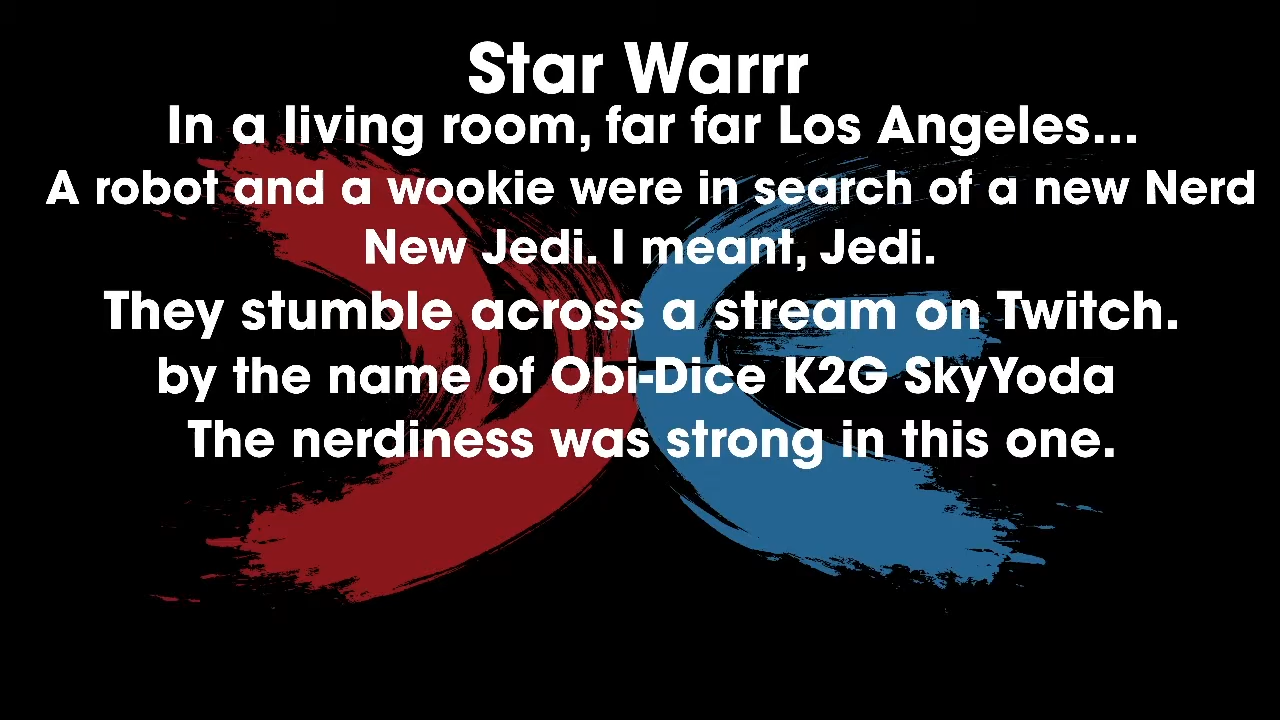 Star Warrr
In a living room, far far Los Angeles...
A robot and a wookie were in search of a new Nerd
New Jedi. I meant, Jedi.
They stumble across a stream on Twitch.
by the name of Obi-Dice K2G SkyYoda
The nerdiness was strong in this one.